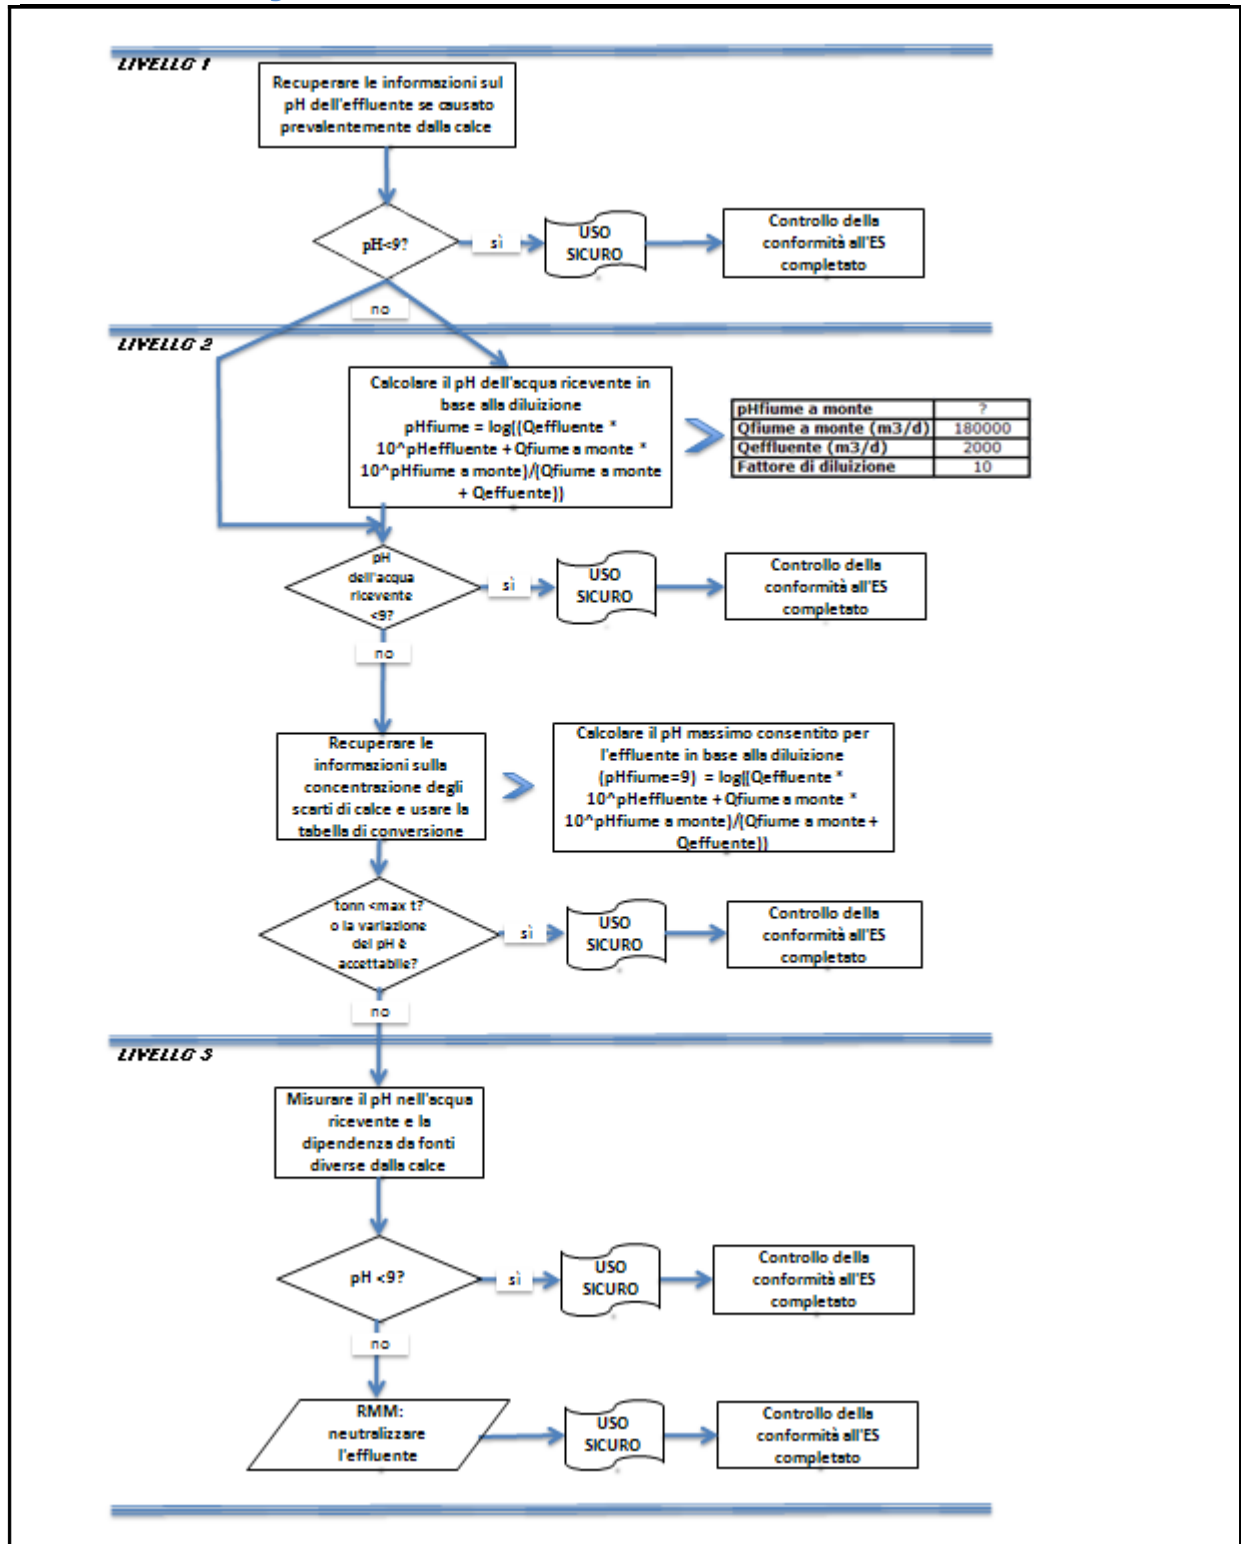 LIVELLO 1
Recuperare le informazioni sul
pH dell'effluente se causato
prevalentemente dalla calce
pH<9?
sì
USO
SICURO
Controllo della
conformità all'ES
completato
no
LIVELLO 2
Calcolare il pH dell'acqua ricevente in
base alla diluizione
pHfiume = log((Qeffluente *
10^pHeffluente + Qfiume a monte *
10^pHfiume a monte)/(Qfiume a monte
+ Qeffuente))
pHfiume a monte ?
Qfiume a monte (m3/d) 180000
Qeffluente (m3/d) 2000
Fattore di diluizione 10
pH
dell'acqua
ricevente
<9?
sì
USO
SICURO
Controllo della
conformità all'ES
completato
no
Recuperare le
informazioni sulla
concentrazione degli
scarti di calce e usare la
tabella di conversione
Calcolare il pH massimo consentito per
l'effluente in base alla diluizione
(pHfiume=9) = log((Qeffluente *
10^pHeffluente + Qfiume a monte *
10^pHfiume a monte)/(Qfiume a monte +
Qeffuente))
tonn <max t?
o la variazione
del pH è
accettabile?
sì
USO
SICURO
Controllo della
conformità all'ES
completato
no
LIVELLO 3
Misurare il pH nell'acqua
ricevente e la
dipendenza da fonti
diverse dalla calce
pH <9?
sì
USO
SICURO
Controllo della
conformità all'ES
completato
no
RMM:
neutralizzare
l'effluente
USO
SICURO
Controllo della
conformità all'ES
completato